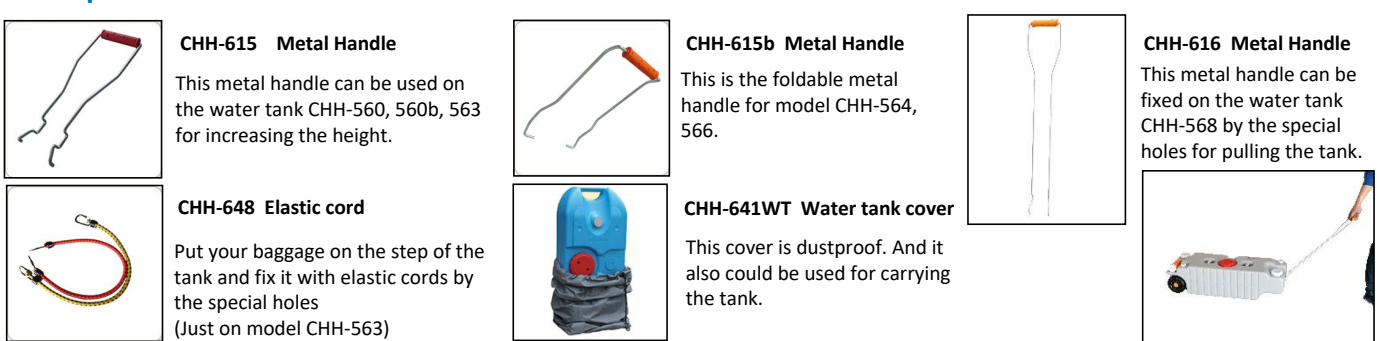 CHH-615 Metal Handle
This metal handle can be used on
the water tank CHH-560, 560b, 563
for increasing the height.
CHH-615b Metal Handle
This is the foldable metal
handle for model CHH-564,
566.
CHH-616 Metal Handle
This metal handle can be
fixed on the water tank
CHH-568 by the special
holes for pulling the tank.
CHH-648 Elastic cord
Put your baggage on the step of the
tank and fix it with elastic cords by
the special holes
(Just on model CHH-563)
CHH-641WT Water tank cover
This cover is dustproof. And it
also could be used for carrying
the tank.